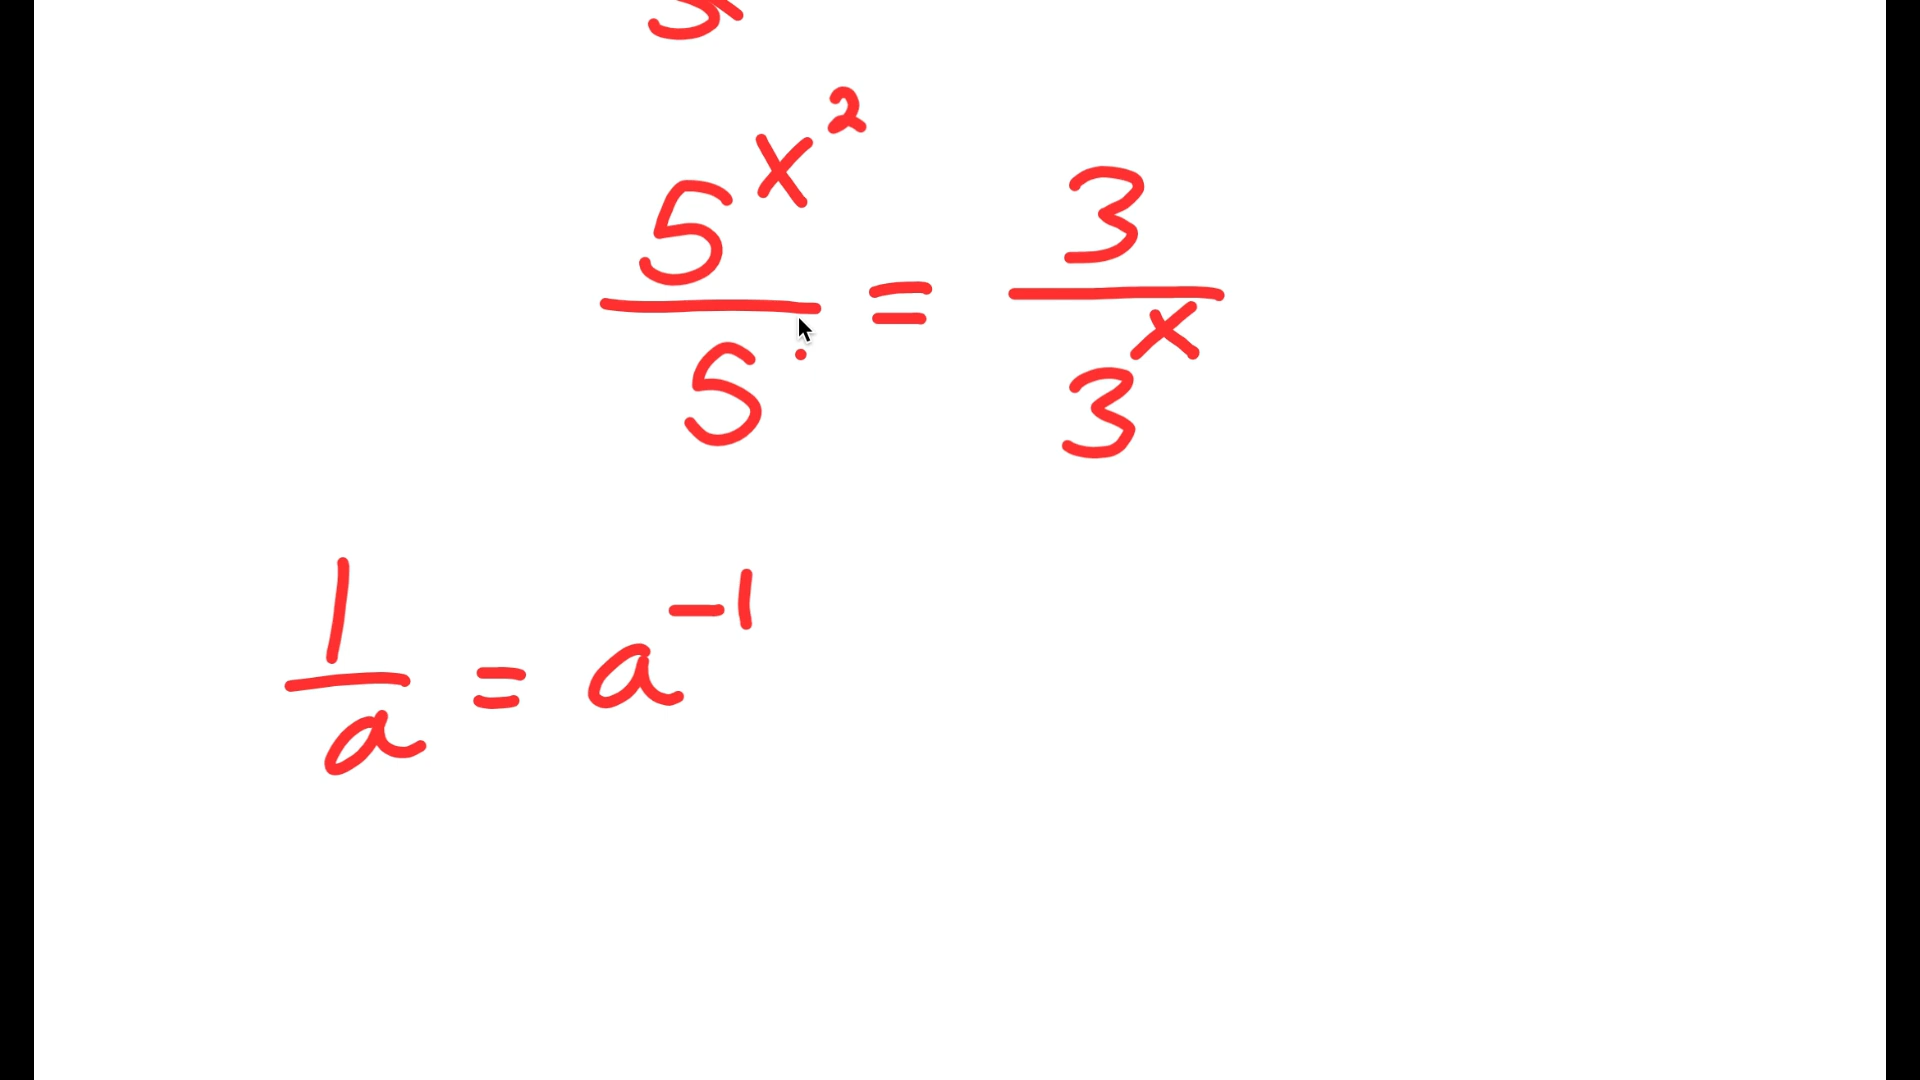 5^x^2 / 5 = 3 / 3^x
1/a = a^-1